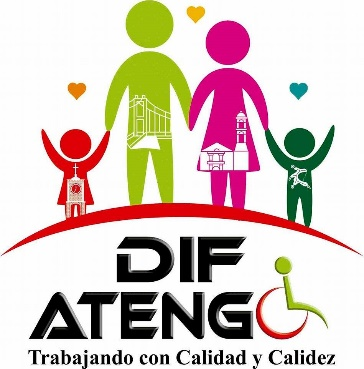 DIF
ATENGO
Trabajando con Calidad y Calidez